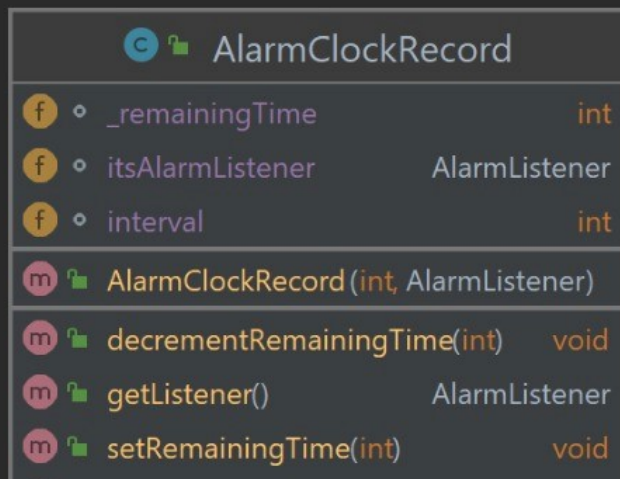 C AlarmClockRecord
f _remainingTime int
f itsAlarmListener AlarmListener
f interval int
m AlarmClockRecord(int, AlarmListener)
m decrementRemainingTime(int) void
m getListener() AlarmListener
m setRemainingTime(int) void